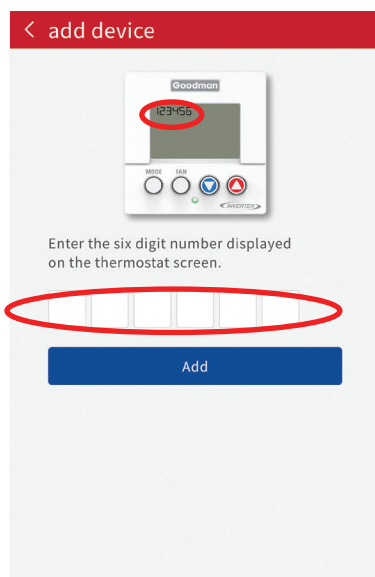 < add device
Goodman
123456
MODE FAN
INVERTER
Enter the six digit number displayed
on the thermostat screen.
Add